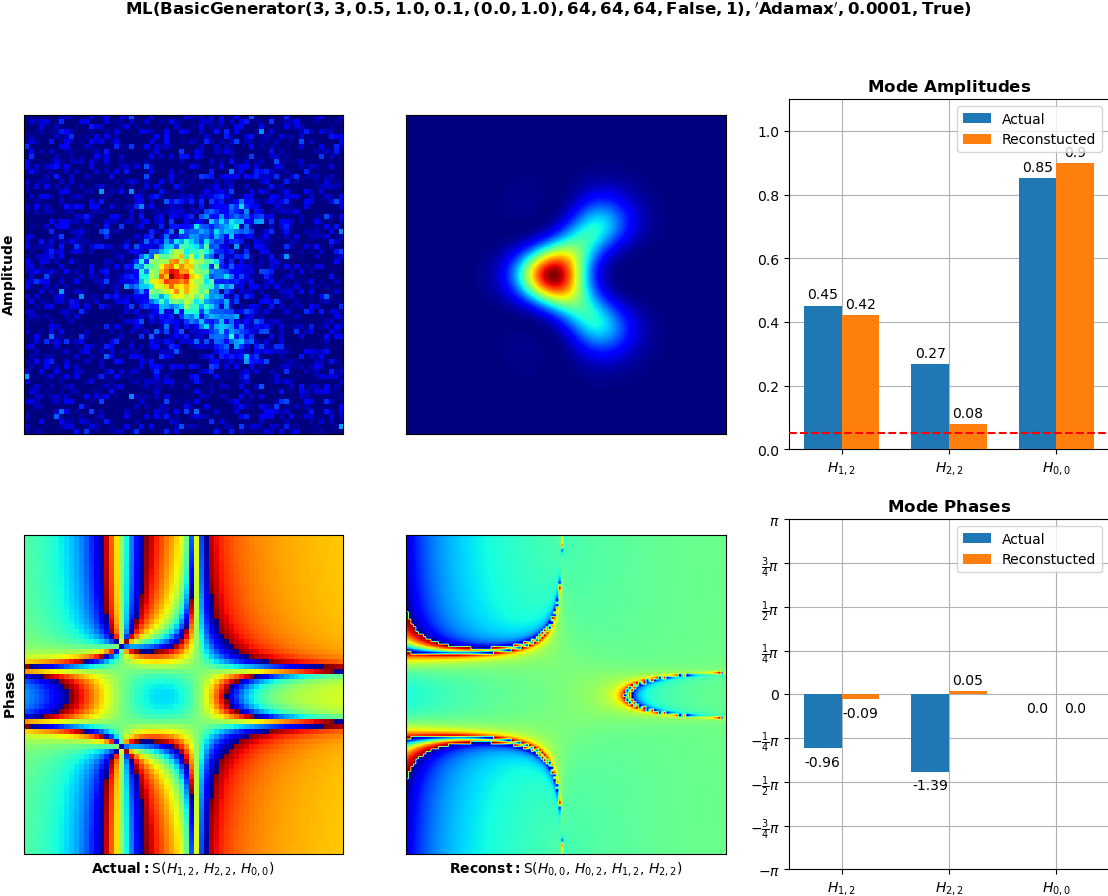 ML(BasicGenerator(3, 3, 0.5, 1.0, 0.1, (0.0, 1.0), 64, 64, 64, False, 1), ′Adamax′, 0.0001, True)
Amplitude
Mode Amplitudes
Actual
Reconstucted
1.0
0.8
0.6
0.4
0.2
0.0
0.45
0.42
0.27
0.08
0.85
0.9
H1,2
H2,2
H0,0
Phase
Actual: S(H1,2, H2,2, H0,0)
Reconst: S(H0,0, H0,2, H1,2, H2,2)
Mode Phases
Actual
Reconstucted
π
3/4π
1/2π
1/4π
0
−1/4π
−1/2π
−3/4π
−π
-0.96
-0.09
-1.39
0.05
0.0
0.0
H1,2
H2,2
H0,0